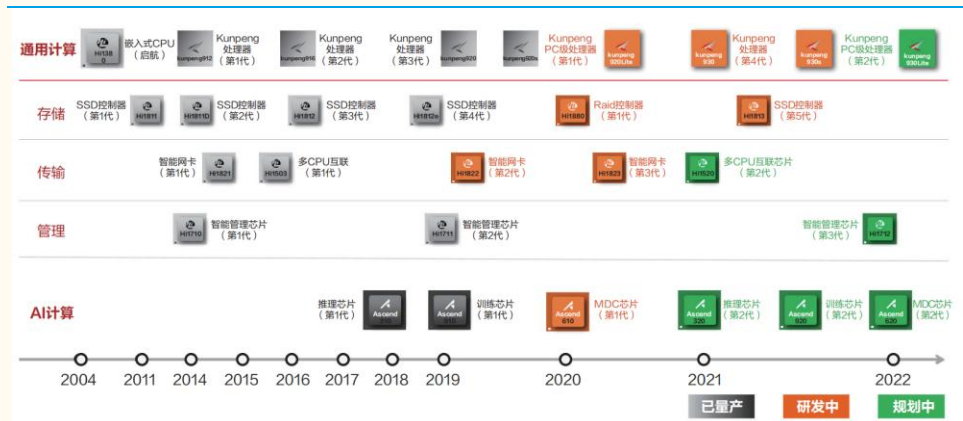 通用计算
Hi1380
嵌入式CPU
（启航）
kunpeng912
Kunpeng
处理器
（第1代）
kunpeng916
Kunpeng
处理器
（第2代）
Kunpeng
处理器
（第3代）
kunpeng920
kunpeng920s
Kunpeng
PC级处理器
（第1代）
kunpeng
920Lite
kunpeng
930
Kunpeng
处理器
（第4代）
kunpeng
930s
Kunpeng
PC级处理器
（第2代）
kunpeng
930Lite
存储
SSD控制器
（第1代）
Hi1811
Hi1811D
SSD控制器
（第2代）
Hi1812
SSD控制器
（第3代）
Hi1812e
SSD控制器
（第4代）
Hi1880
Raid控制器
（第1代）
Hi1813
SSD控制器
（第5代）
传输
智能网卡
（第1代）
Hi1821
Hi1503
多CPU互联
（第1代）
Hi1822
智能网卡
（第2代）
Hi1823
智能网卡
（第3代）
Hi1520
多CPU互联芯片
（第2代）
管理
Hi1710
智能管理芯片
（第1代）
Hi1711
智能管理芯片
（第2代）
智能管理芯片
（第3代）
Hi1712
AI计算
推理芯片
（第1代）
Ascend
Ascend
训练芯片
（第1代）
Ascend
610
MDC芯片
（第1代）
Ascend
320
推理芯片
（第2代）
Ascend
920
训练芯片
（第2代）
Ascend
620
MDC芯片
（第2代）
2004
2011
2014
2015
2016
2017
2018
2019
2020
2021
2022
已量产
研发中
规划中